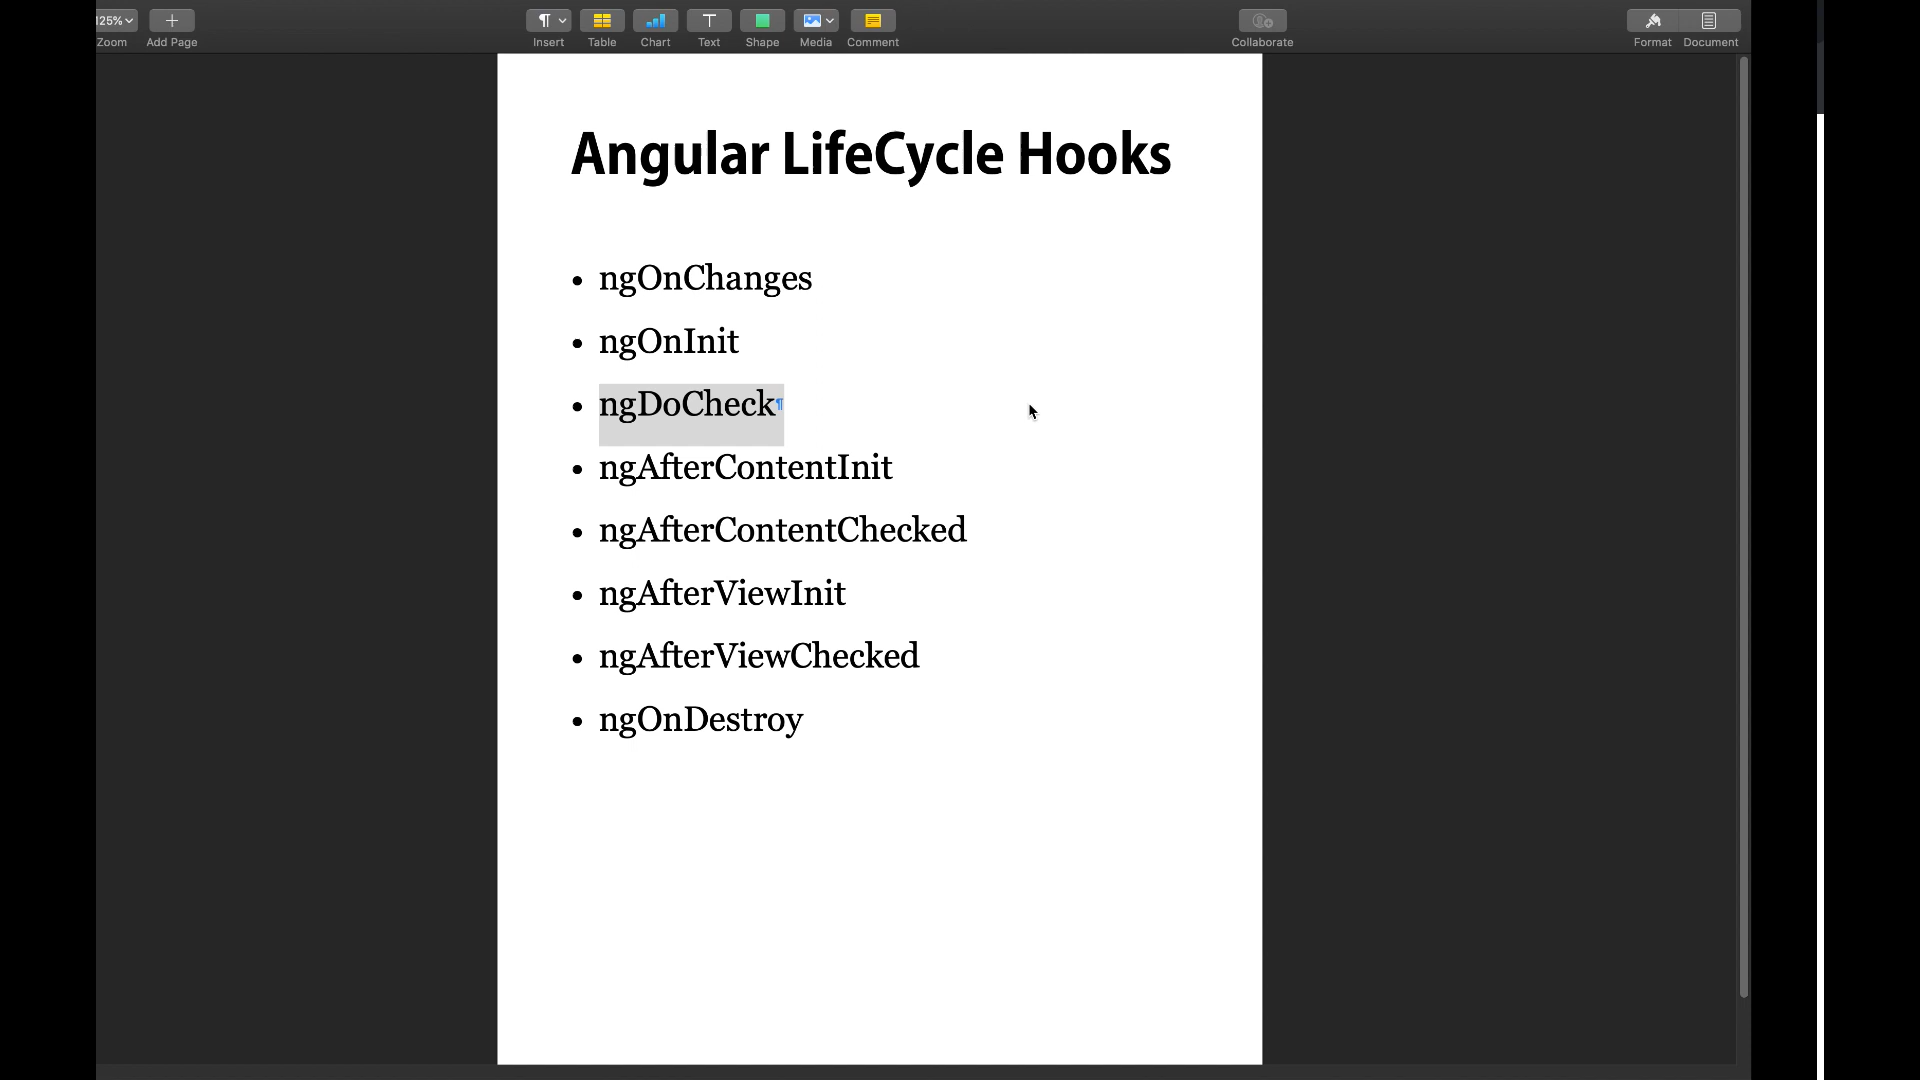 125%
Zoom
Add Page
Insert
Table
Chart
Text
Shape
Media
Comment
Collaborate
Format
Document
Angular LifeCycle Hooks
• ngOnChanges
• ngOnInit
• ngDoCheck¶
• ngAfterContentInit
• ngAfterContentChecked
• ngAfterViewInit
• ngAfterViewChecked
• ngOnDestroy